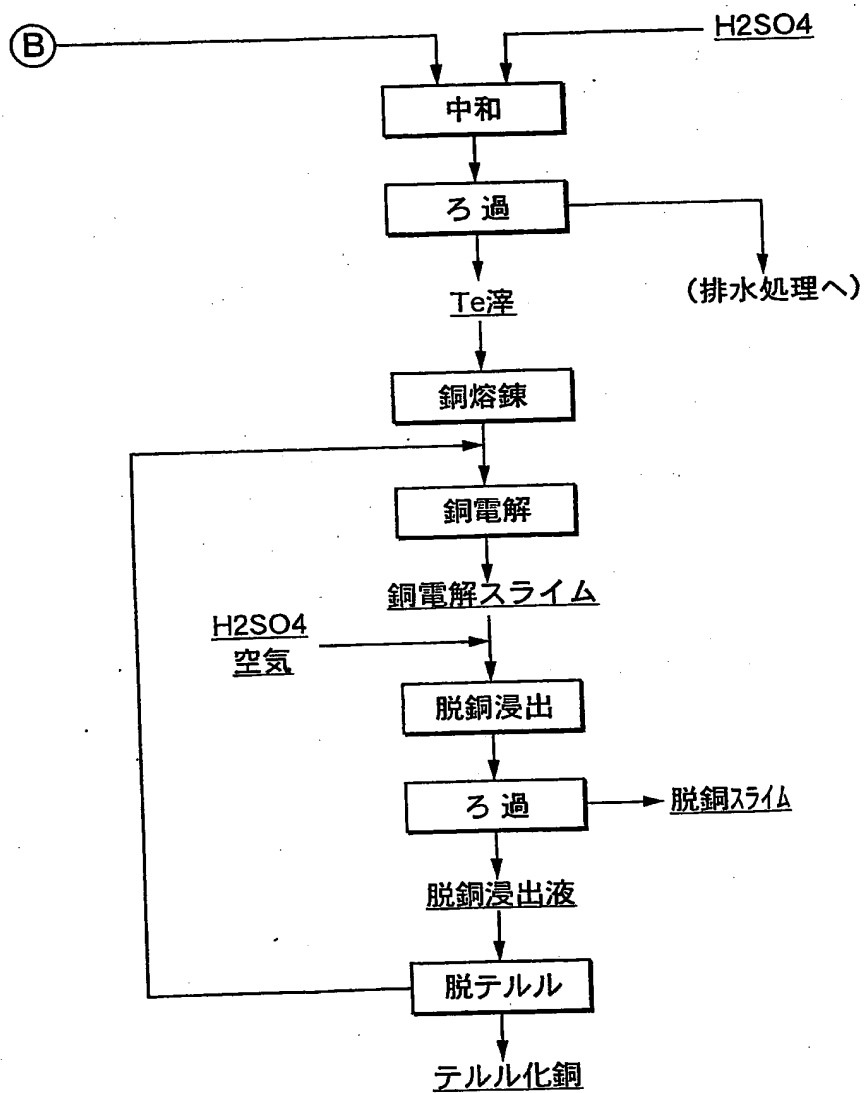 B
H2SO4
中和
ろ過
(排水処理へ)
Te滓
銅熔錬
銅電解
銅電解スライム
H2SO4
空気
脱銅浸出
ろ過
脱銅スライム
脱銅浸出液
脱テルル
テルル化銅